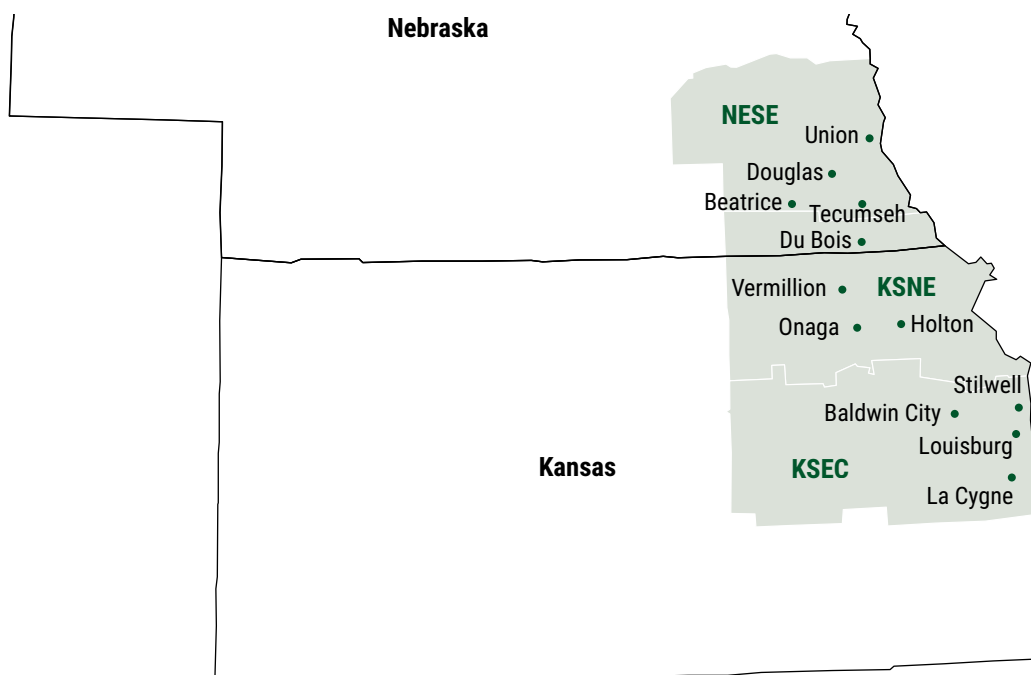 Nebraska
NESE
Union
Douglas
Beatrice
Tecumseh
Du Bois
Vermillion
KSNE
Onaga
Holton
Stilwell
Baldwin City
Louisburg
Kansas
KSEC
La Cygne